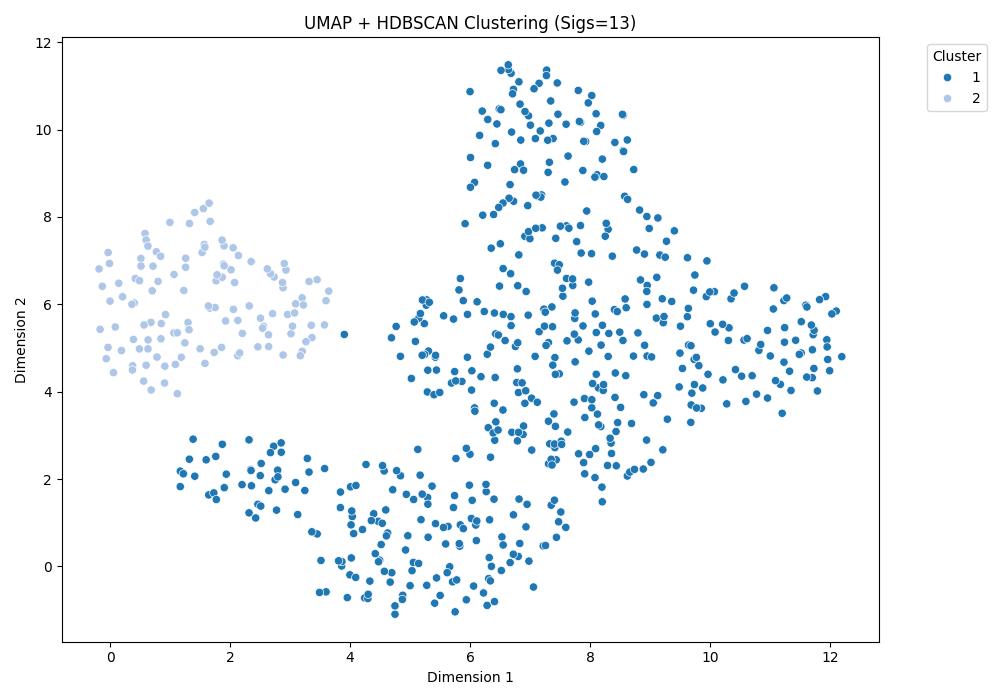 UMAP + HDBSCAN Clustering (Sigs=13)
Cluster
1
2
Dimension 2
12
10
8
6
4
2
0
0 2 4 6 8 10 12
Dimension 1